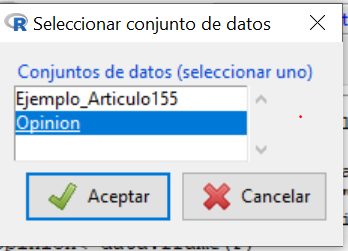 Seleccionar conjunto de datos
Conjuntos de datos (seleccionar uno)
Ejemplo_Articulo155
Opinion
Aceptar
Cancelar